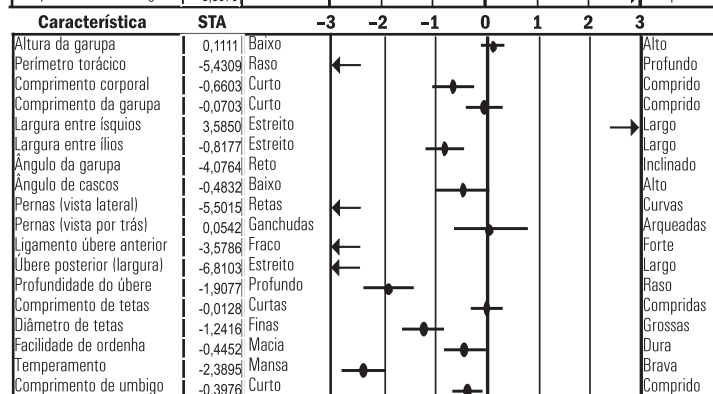 Característica STA −3 −2 −1 0 1 2 3
Altura da garupa 0,1111 Baixo Alto
Perímetro torácico -5,4309 Raso Profundo
Comprimento corporal -0,6603 Curto Comprido
Comprimento da garupa -0,0703 Curto Comprido
Largura entre ísquios 3,5850 Estreito Largo
Largura entre ílios -0,8177 Estreito Largo
Ângulo da garupa -4,0764 Reto Inclinado
Ângulo de cascos -0,4832 Baixo Alto
Pernas (vista lateral) -5,5015 Retas Curvas
Pernas (vista por trás) 0,0542 Ganchudas Arqueadas
Ligamento úbere anterior -3,5786 Fraco Forte
Úbere posterior (largura) -6,8103 Estreito Largo
Profundidade do úbere -1,9077 Profundo Raso
Comprimento de tetas -0,0128 Curtas Compridas
Diâmetro de tetas -1,2416 Finas Grossas
Facilidade de ordenha -0,4452 Macia Dura
Temperamento -2,3895 Mansa Brava
Comprimento de umbigo -0,3976 Curto Comprido